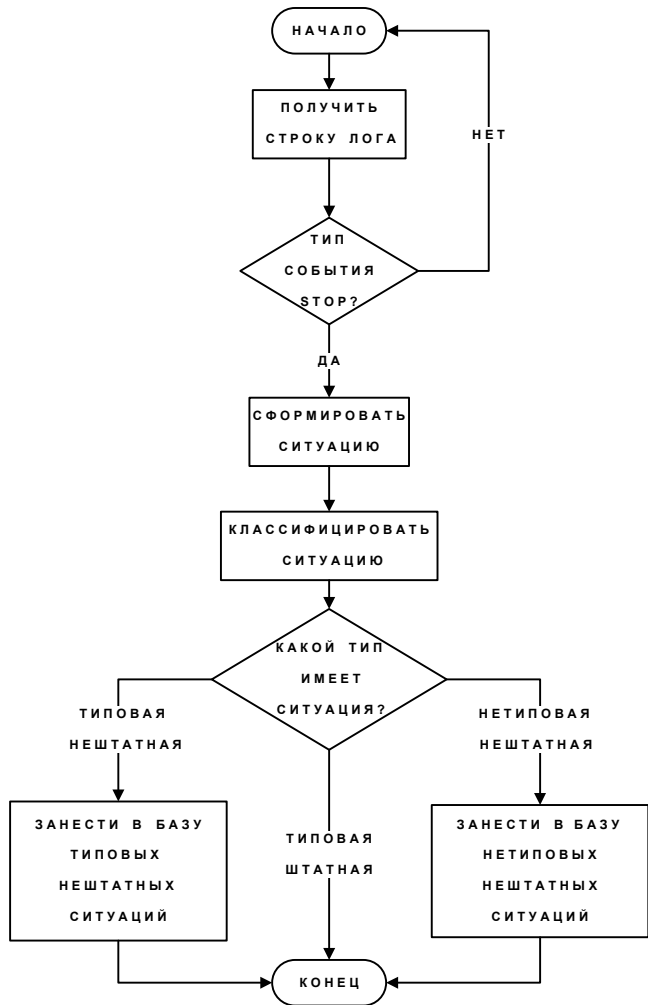 НАЧАЛО
ПОЛУЧИТЬ
СТРОКУ ЛОГА
НЕТ
ТИП
СОБЫТИЯ
STOP?
ДА
СФОРМИРОВАТЬ
СИТУАЦИЮ
КЛАССИФИЦИРОВАТЬ
СИТУАЦИЮ
КАКОЙ ТИП
ИМЕЕТ
СИТУАЦИЯ?
ТИПОВАЯ
НЕШТАТНАЯ
НЕТИПОВАЯ
НЕШТАТНАЯ
ЗАНЕСТИ В БАЗУ
ТИПОВЫХ
НЕШТАТНЫХ
СИТУАЦИЙ
ТИПОВАЯ
ШТАТНАЯ
ЗАНЕСТИ В БАЗУ
НЕТИПОВЫХ
НЕШТАТНЫХ
СИТУАЦИЙ
КОНЕЦ